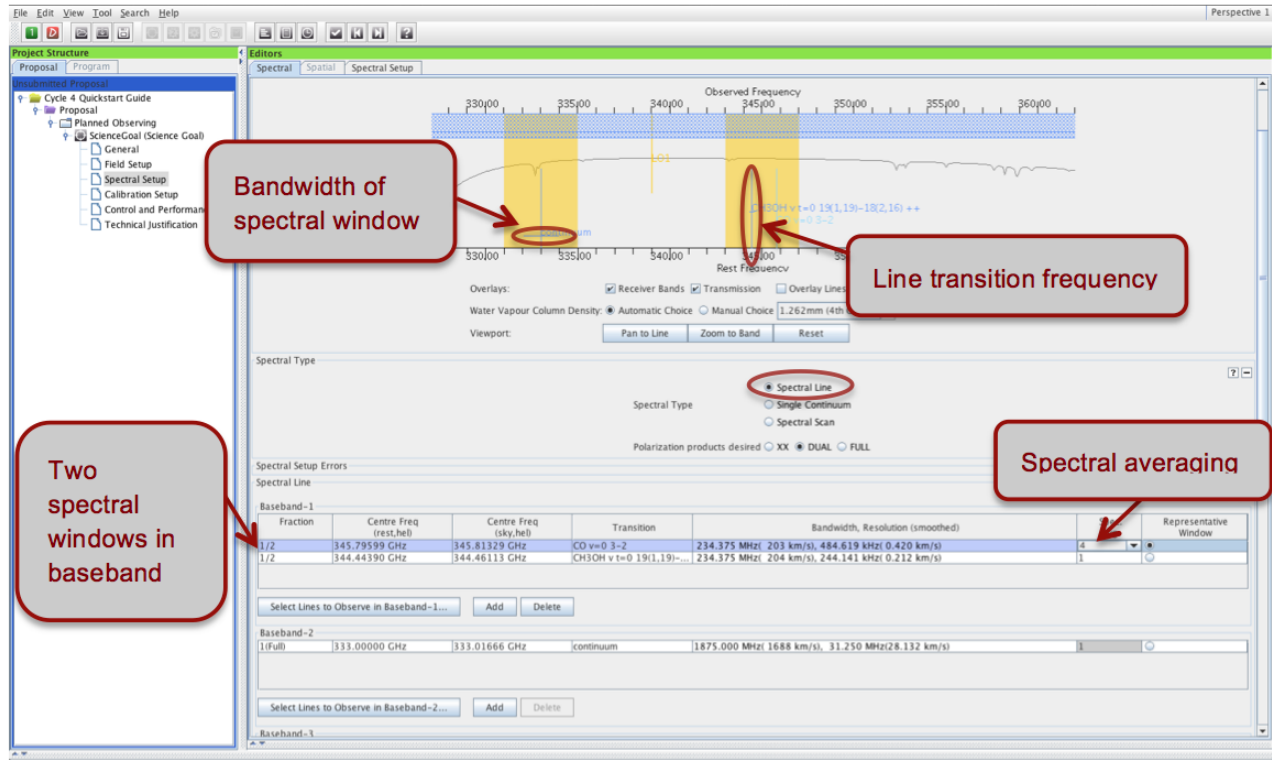 File Edit View Tool Search Help
Perspective 1
Project Structure
Proposal Program
Unsubmitted Proposal
Cycle 4 Quickstart Guide
Proposal
Planned Observing
ScienceGoal (Science Goal)
General
Field Setup
Spectral Setup
Calibration Setup
Control and Performan
Technical Justification
Editors
Spectral Spatial Spectral Setup
Observed Frequency
330.00 335.00 340.00 345.00 350.00 355.00 360.00
LO1
CH3OH v t=0 19(1,19)-18(2,16) ++
v=0 3-2
Bandwidth of
spectral window
330.00 335.00 340.00 345.00
Rest Frequency
Line transition frequency
Overlays: Receiver Bands Transmission Overlay Lines
Water Vapour Column Density: Automatic Choice Manual Choice 1.262mm (4th
Viewport: Pan to Line Zoom to Band Reset
Spectral Type
? −
Spectral Type
Spectral Line
Single Continuum
Spectral Scan
Polarization products desired XX DUAL FULL
Spectral averaging
Two
spectral
windows in
baseband
Spectral Setup Errors
Spectral Line
Baseband-1
Fraction Centre Freq (rest,hel) Centre Freq (sky,hel) Transition Bandwidth, Resolution (smoothed) Representative Window
1/2 345.79599 GHz 345.81329 GHz CO v=0 3-2 234.375 MHz( 203 km/s), 484.619 kHz( 0.420 km/s) 4
1/2 344.44390 GHz 344.46113 GHz CH3OH v t=0 19(1,19)-... 234.375 MHz( 204 km/s), 244.141 kHz( 0.212 km/s) 1
Select Lines to Observe in Baseband-1... Add Delete
Baseband-2
1(Full) 333.00000 GHz 333.01666 GHz continuum 1875.000 MHz( 1688 km/s), 31.250 MHz(28.132 km/s) 1
Select Lines to Observe in Baseband-2... Add Delete
Baseband-3